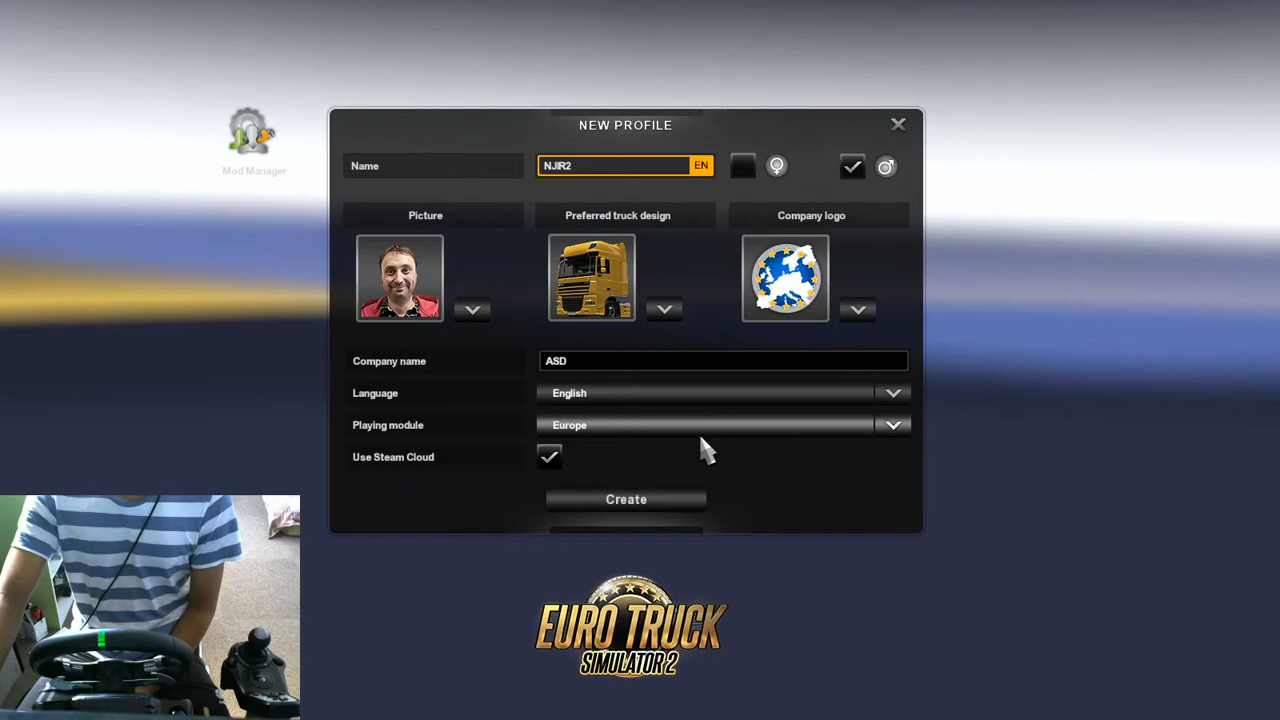 NEW PROFILE
Mod Manager
Name
NJIR2
EN
Picture
Preferred truck design
Company logo
Company name
ASD
Language
English
Playing module
Europe
Use Steam Cloud
Create
EURO TRUCK
SIMULATOR 2